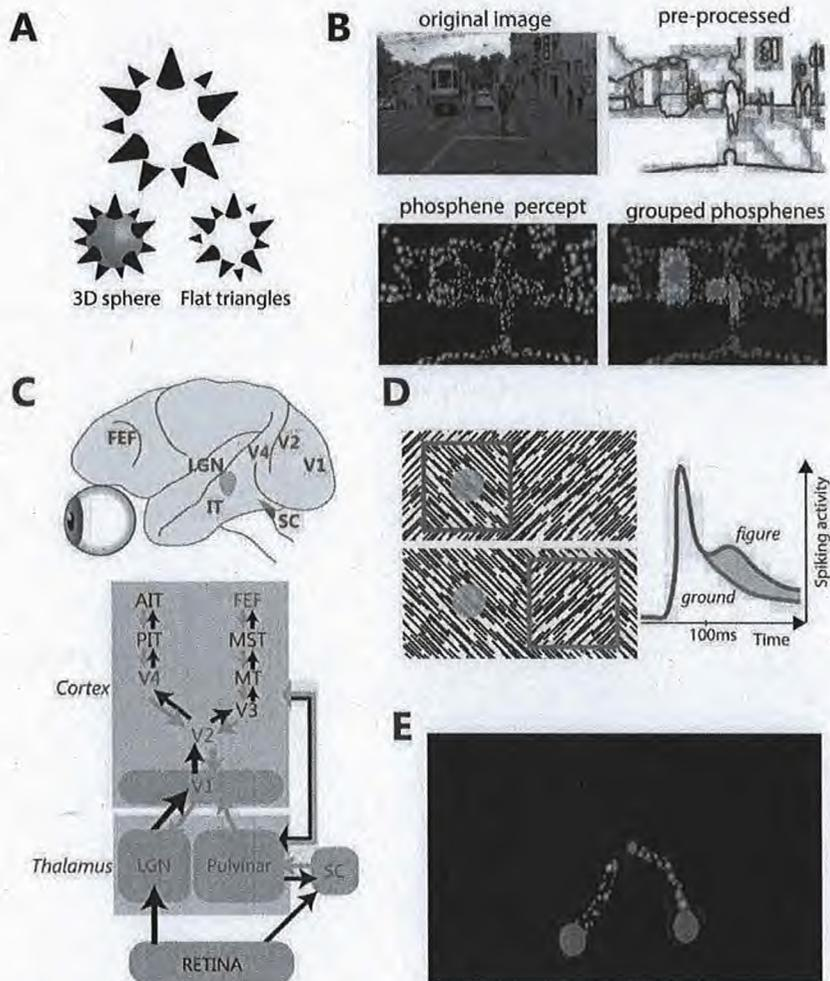 A
3D sphere Flat triangles
B
original image pre-processed
phosphene percept grouped phosphenes
C
FEF
LGN
V4
V2
V1
IT
SC
Cortex
AIT FEF
PIT MST
V4 MT
V3
V2
V1
Thalamus
LGN Pulvinar SC
RETINA
D
figure
ground
Spiking activity
100ms Time
E